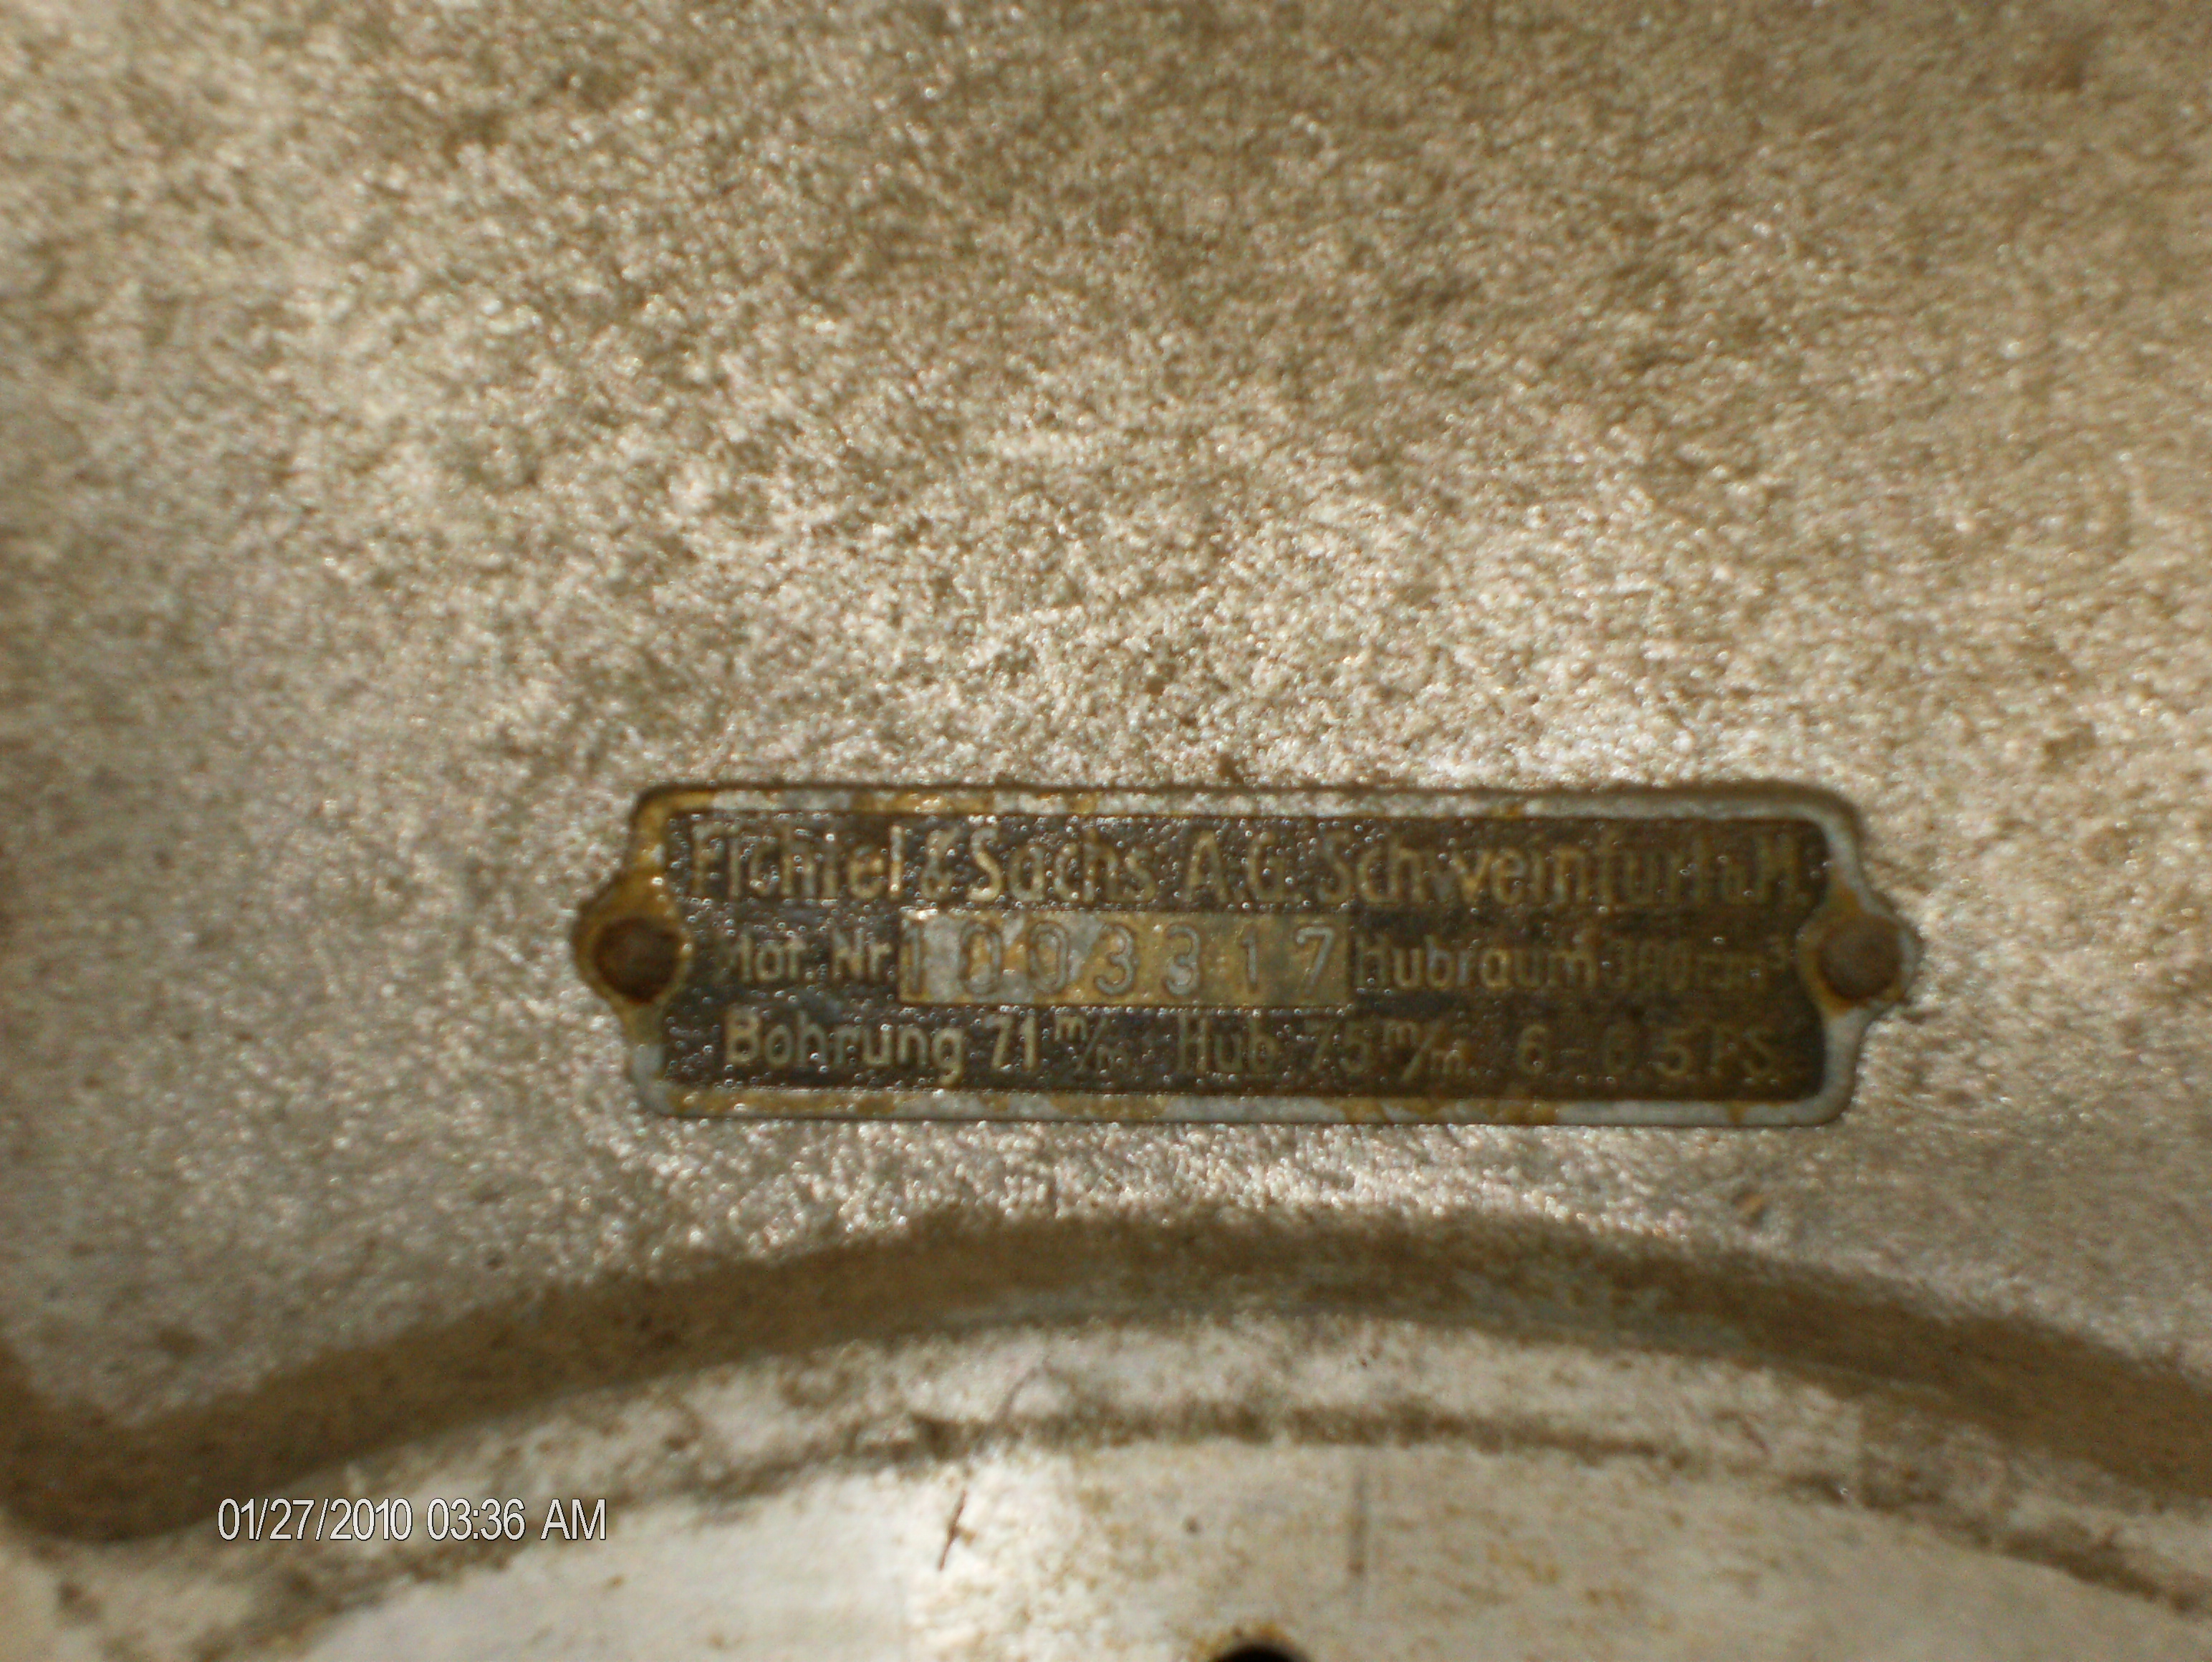 Fichtel & Sachs A.G. Schweinfurt a.M.
Mot. Nr. 1003317 Hubraum cm³
Bohrung 71 m/m Hub 75 m/m 6-6 5 PS
01/27/2010 03:36 AM